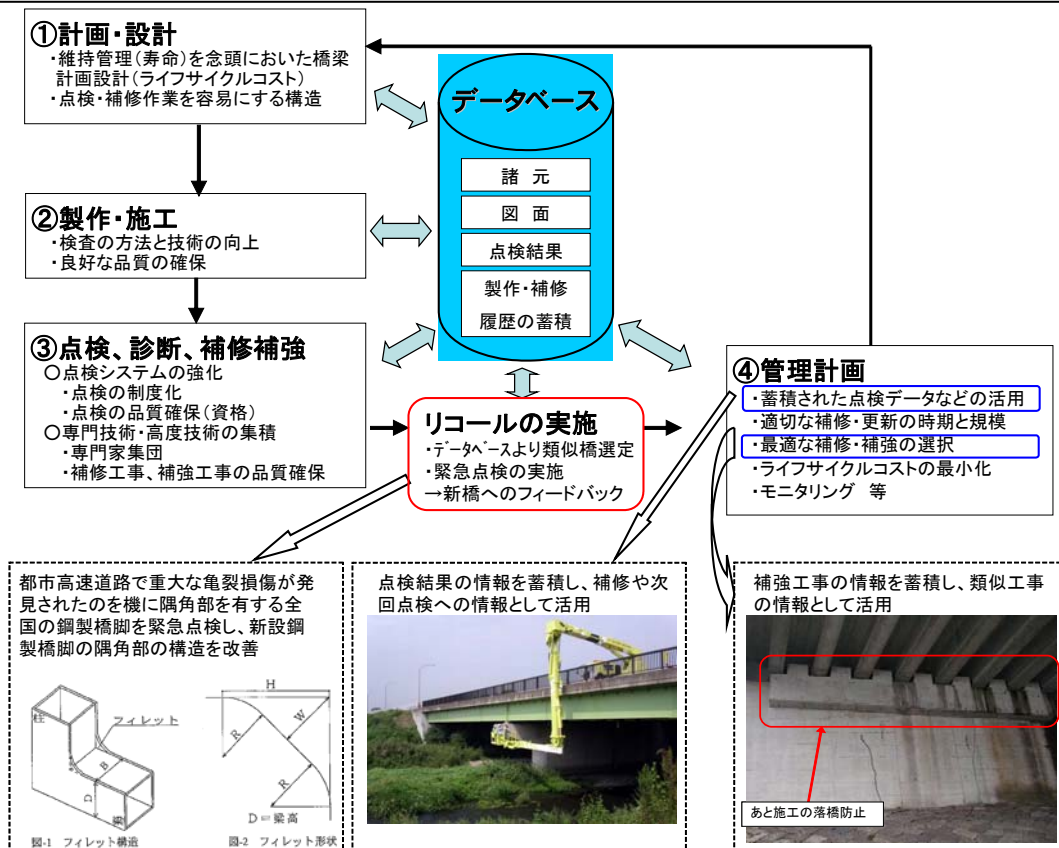 ①計画・設計
・維持管理(寿命)を念頭においた橋梁
計画設計(ライフサイクルコスト)
・点検・補修作業を容易にする構造
データベース
諸 元
図 面
点検結果
製作・補修
履歴の蓄積
②製作・施工
・検査の方法と技術の向上
・良好な品質の確保
③点検、診断、補修補強
○点検システムの強化
・点検の制度化
・点検の品質確保(資格)
○専門技術・高度技術の集積
・専門家集団
・補修工事、補強工事の品質確保
リコールの実施
・データベースより類似橋選定
・緊急点検の実施
→新橋へのフィードバック
④管理計画
・蓄積された点検データなどの活用
・適切な補修・更新の時期と規模
・最適な補修・補強の選択
・ライフサイクルコストの最小化
・モニタリング 等
都市高速道路で重大な亀裂損傷が発
見されたのを機に隅角部を有する全
国の鋼製橋脚を緊急点検し、新設鋼
製橋脚の隅角部の構造を改善
柱
フィレット
B
D
梁
図-1 フィレット構造
H
W
R
R
D=梁高
図-2 フィレット形状
点検結果の情報を蓄積し、補修や次
回点検への情報として活用
補強工事の情報を蓄積し、類似工事
の情報として活用
あと施工の落橋防止